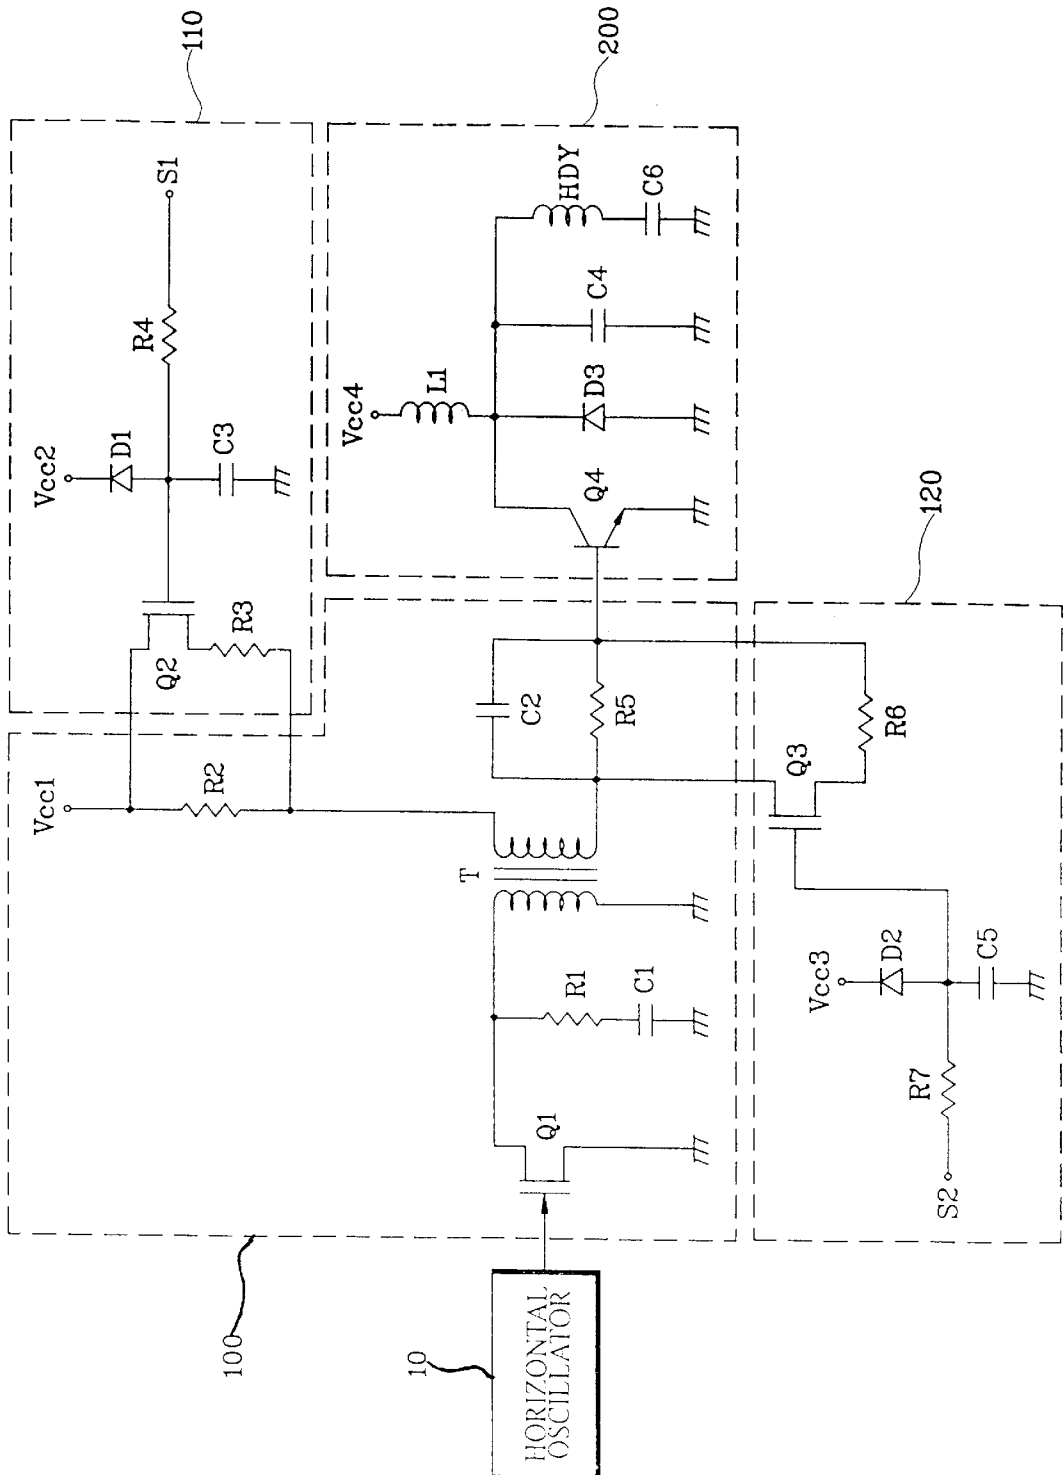 110
S1
R4
Vcc2
D1
C3
Q2
R3
Vcc1
R2
T
R1
C1
Q1
C2
R5
100
10
HORIZONTAL
OSCILLATOR
200
HDY
C6
C4
L1
Vcc4
D3
Q4
120
Q3
R6
Vcc3
D2
C5
R7
S2